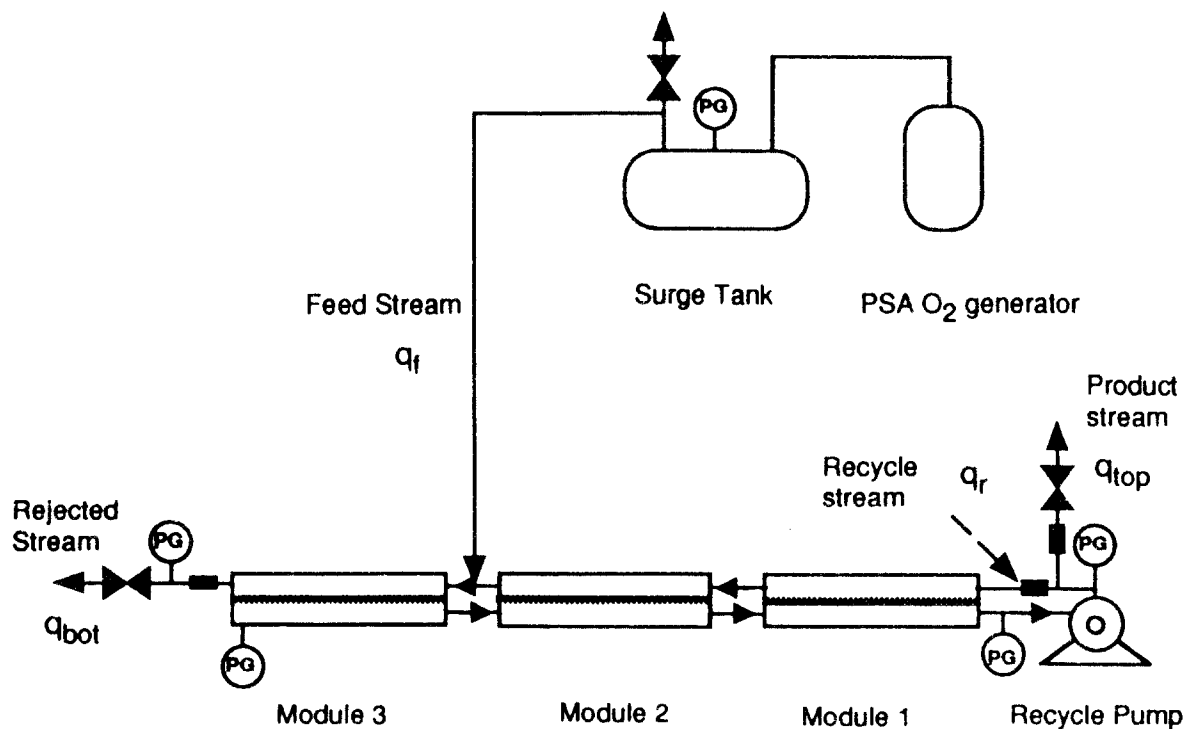 PG
Surge Tank
PSA O2 generator
Feed Stream
qf
Product
stream
qtop
Recycle
stream
qr
Rejected
Stream
PG
PG
qbot
PG
PG
Module 3
Module 2
Module 1
Recycle Pump